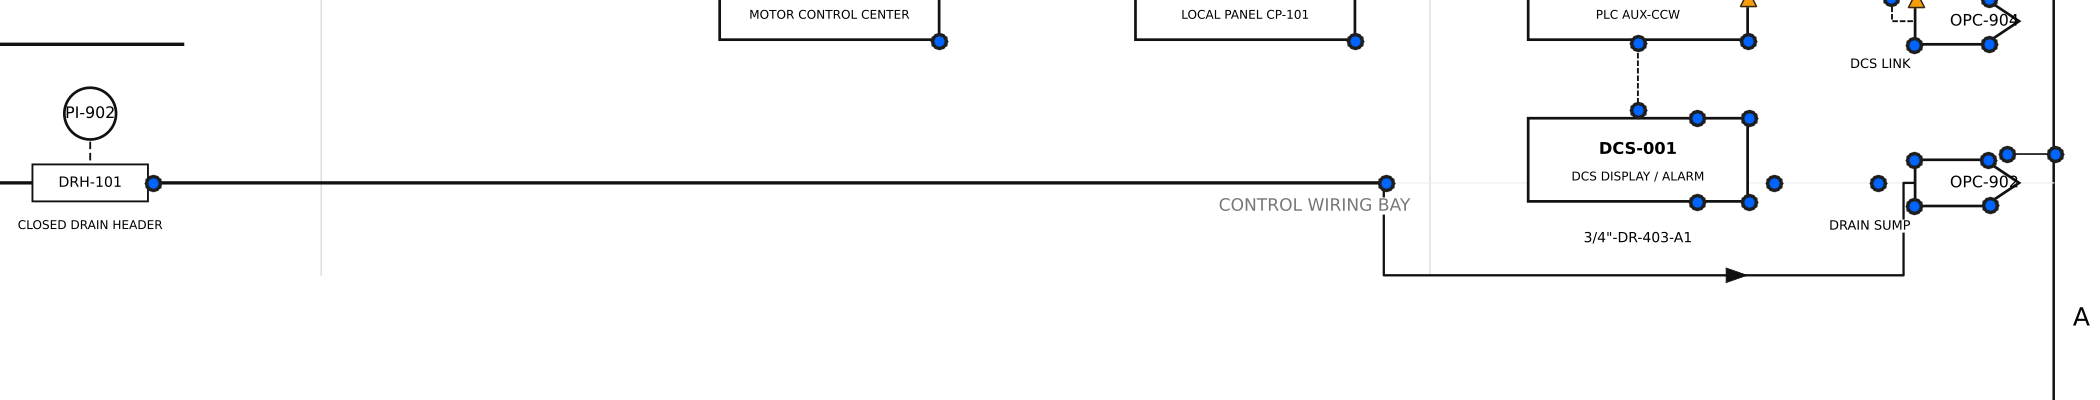 MOTOR CONTROL CENTER
LOCAL PANEL CP-101
PLC AUX-CCW
OPC-904
DCS LINK
PI-902
DCS-001
DCS DISPLAY / ALARM
DRH-101
OPC-902
CONTROL WIRING BAY
CLOSED DRAIN HEADER
DRAIN SUMP
3/4"-DR-403-A1
A